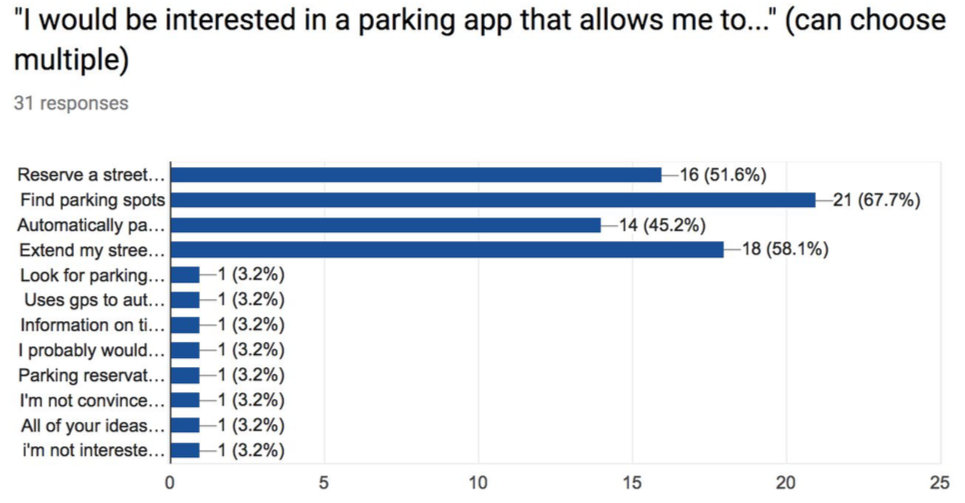 "I would be interested in a parking app that allows me to..." (can choose
multiple)
31 responses
Reserve a street... 16 (51.6%)
Find parking spots 21 (67.7%)
Automatically pa... 14 (45.2%)
Extend my stree... 18 (58.1%)
Look for parking... 1 (3.2%)
Uses gps to aut... 1 (3.2%)
Information on ti... 1 (3.2%)
I probably would... 1 (3.2%)
Parking reservat... 1 (3.2%)
I'm not convince... 1 (3.2%)
All of your ideas... 1 (3.2%)
i'm not intereste... 1 (3.2%)
0 5 10 15 20 25